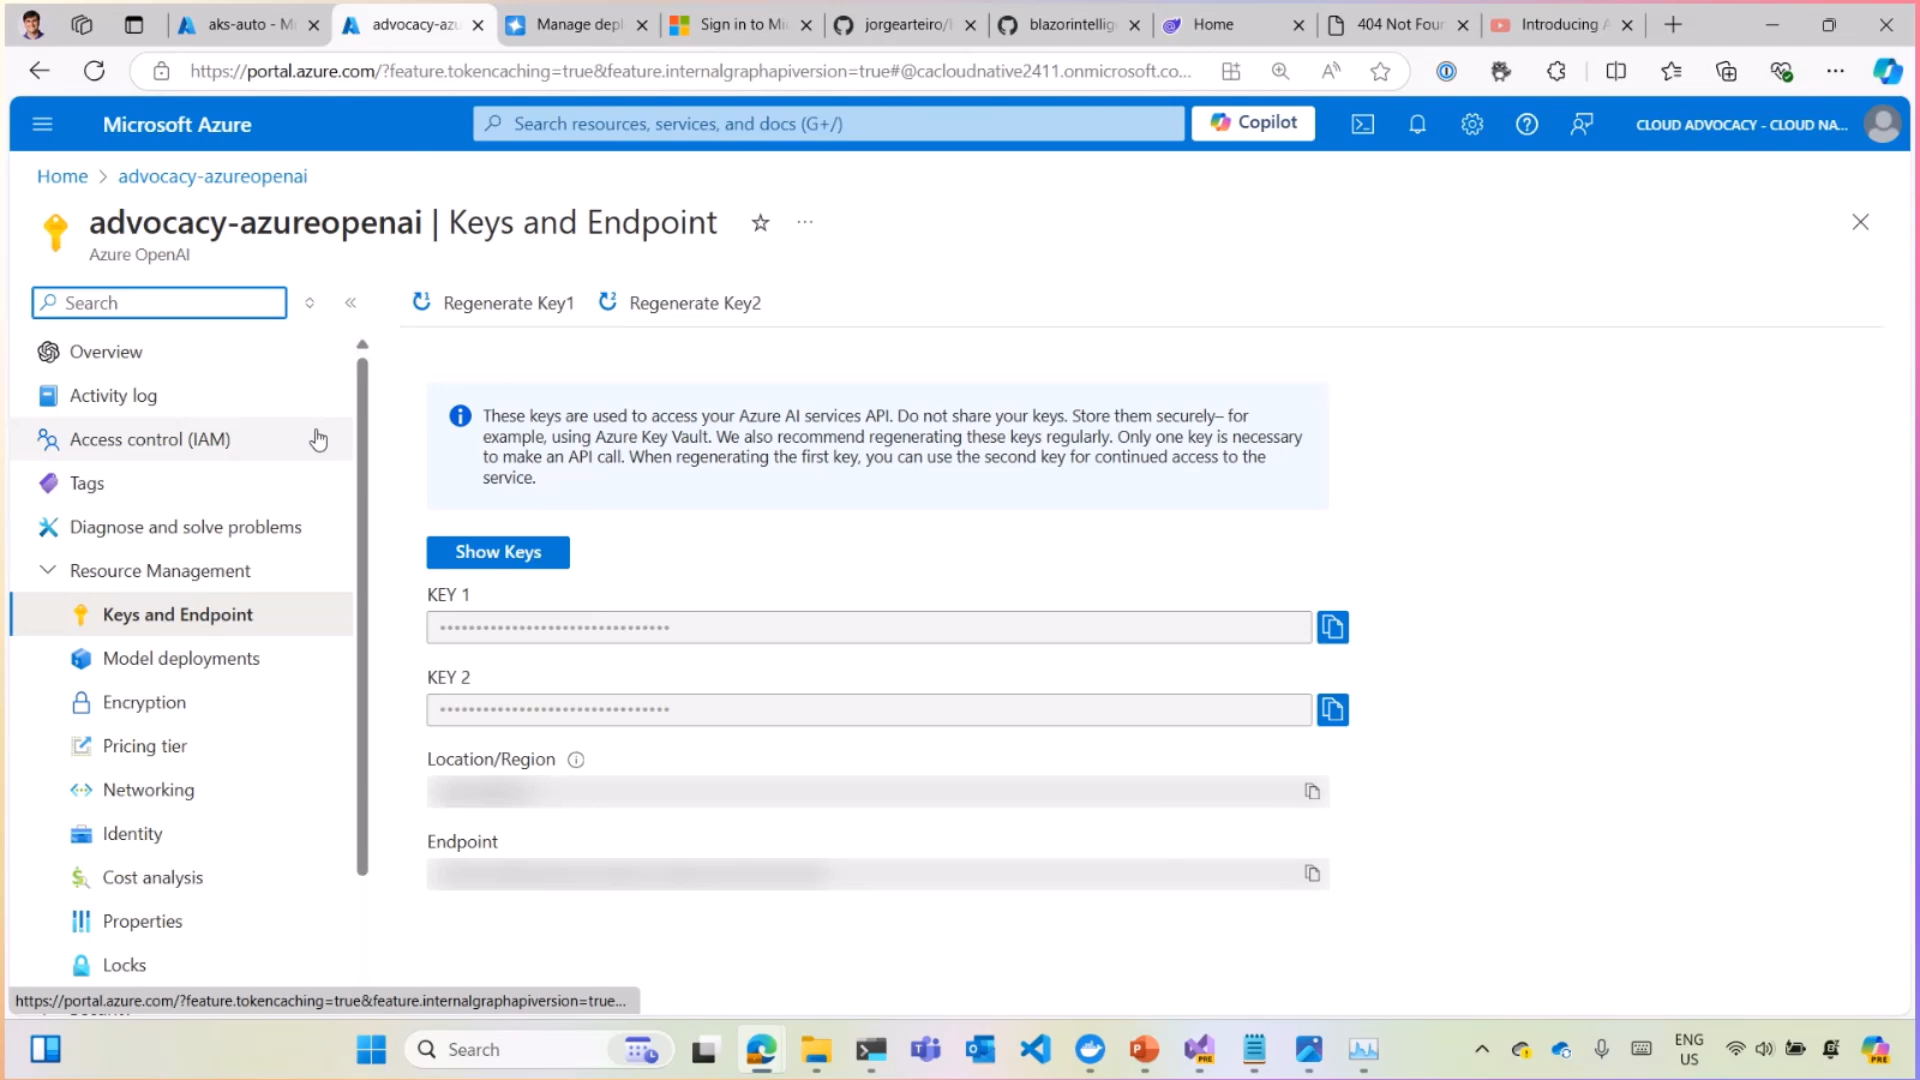 aks-auto - Mi
advocacy-azu
Manage depl
Sign in to Mi
jorgearteiro/
blazorintellig
Home
404 Not Foun
Introducing A
https://portal.azure.com/?feature.tokencaching=true&feature.internalgraphapiversion=true#@cacloudnative2411.onmicrosoft.co...
Microsoft Azure
Search resources, services, and docs (G+/)
Copilot
CLOUD ADVOCACY - CLOUD NA...
Home > advocacy-azureopenai
advocacy-azureopenai | Keys and Endpoint
Azure OpenAI
Search
Regenerate Key1
Regenerate Key2
Overview
Activity log
Access control (IAM)
Tags
Diagnose and solve problems
Resource Management
Keys and Endpoint
Model deployments
Encryption
Pricing tier
Networking
Identity
Cost analysis
Properties
Locks
These keys are used to access your Azure AI services API. Do not share your keys. Store them securely– for
example, using Azure Key Vault. We also recommend regenerating these keys regularly. Only one key is necessary
to make an API call. When regenerating the first key, you can use the second key for continued access to the
service.
Show Keys
KEY 1
KEY 2
Location/Region
Endpoint
https://portal.azure.com/?feature.tokencaching=true&feature.internalgraphapiversion=true...
Search
ENG
US